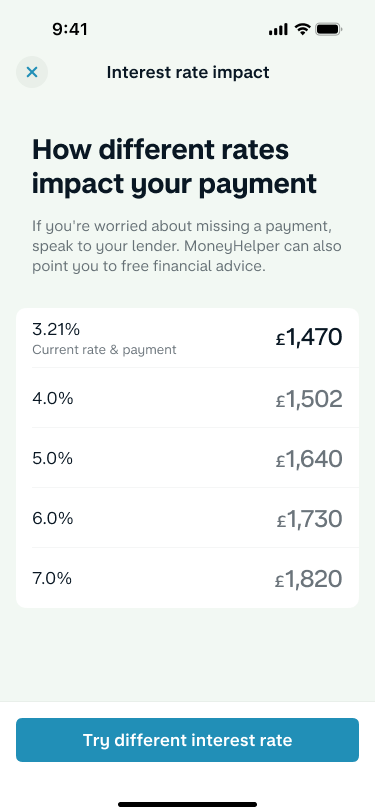 9:41
Interest rate impact
How different rates
impact your payment
If you're worried about missing a payment,
speak to your lender. MoneyHelper can also
point you to free financial advice.
3.21%
Current rate & payment
£1,470
4.0%
£1,502
5.0%
£1,640
6.0%
£1,730
7.0%
£1,820
Try different interest rate